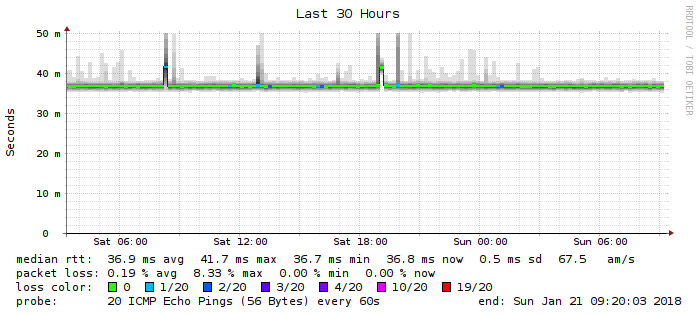 Last 30 Hours
RRDTOOL / TOBI OETIKER
Seconds
50 m
40 m
30 m
20 m
10 m
0
Sat 06:00 Sat 12:00 Sat 18:00 Sun 00:00 Sun 06:00
median rtt: 36.9 ms avg 41.7 ms max 36.7 ms min 36.8 ms now 0.5 ms sd 67.5 am/s
packet loss: 0.19 % avg 8.33 % max 0.00 % min 0.00 % now
loss color: 0 1/20 2/20 3/20 4/20 10/20 19/20
probe: 20 ICMP Echo Pings (56 Bytes) every 60s end: Sun Jan 21 09:20:03 2018